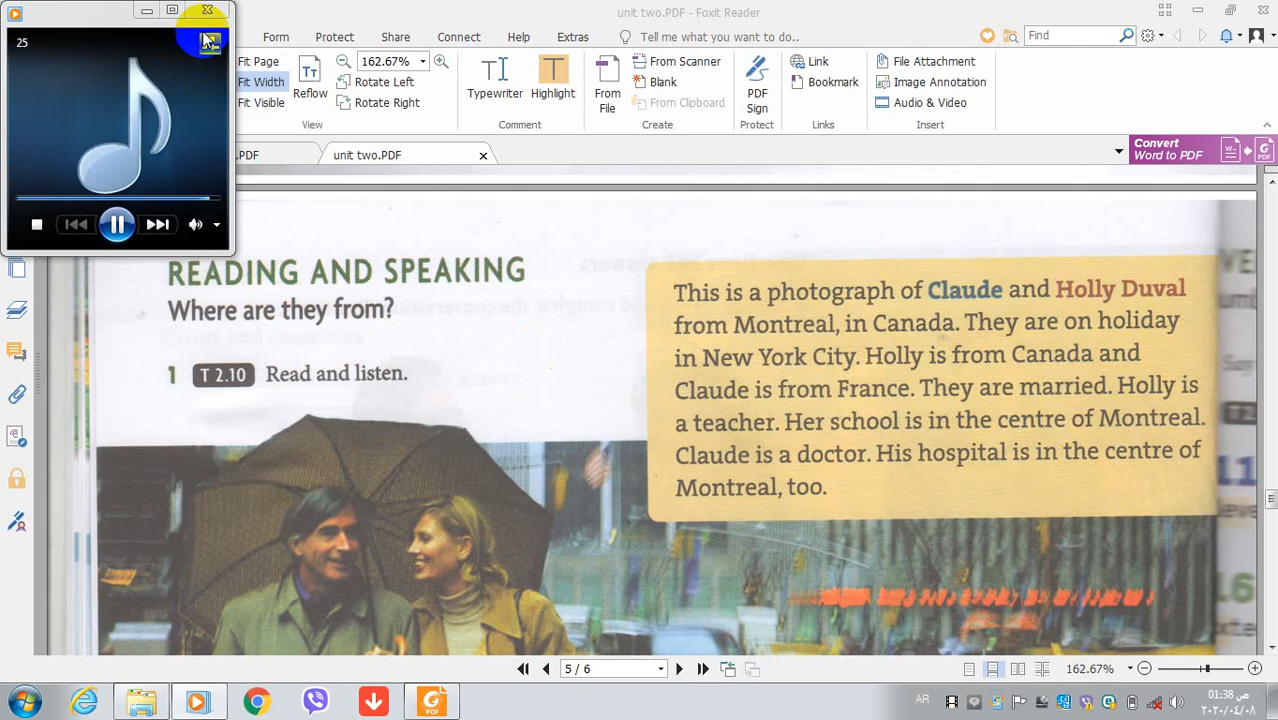 unit two.PDF - Foxit Reader
25
Form Protect Share Connect Help Extras Tell me what you want to do.. Find
Fit Page
Fit Width
Fit Visible
Reflow
162.67%
Rotate Left
Rotate Right
View
Typewriter
Highlight
Comment
From File
From Scanner
Blank
From Clipboard
Create
PDF Sign
Protect
Link
Bookmark
Links
File Attachment
Image Annotation
Audio & Video
Insert
.PDF
unit two.PDF
Convert
Word to PDF
READING AND SPEAKING
Where are they from?
1 T 2.10 Read and listen.
This is a photograph of Claude and Holly Duval
from Montreal, in Canada. They are on holiday
in New York City. Holly is from Canada and
Claude is from France. They are married. Holly is
a teacher. Her school is in the centre of Montreal.
Claude is a doctor. His hospital is in the centre of
Montreal, too.
5 / 6
162.67%
AR
01:38 ص
٢٠٢٠/٠٤/٠٨